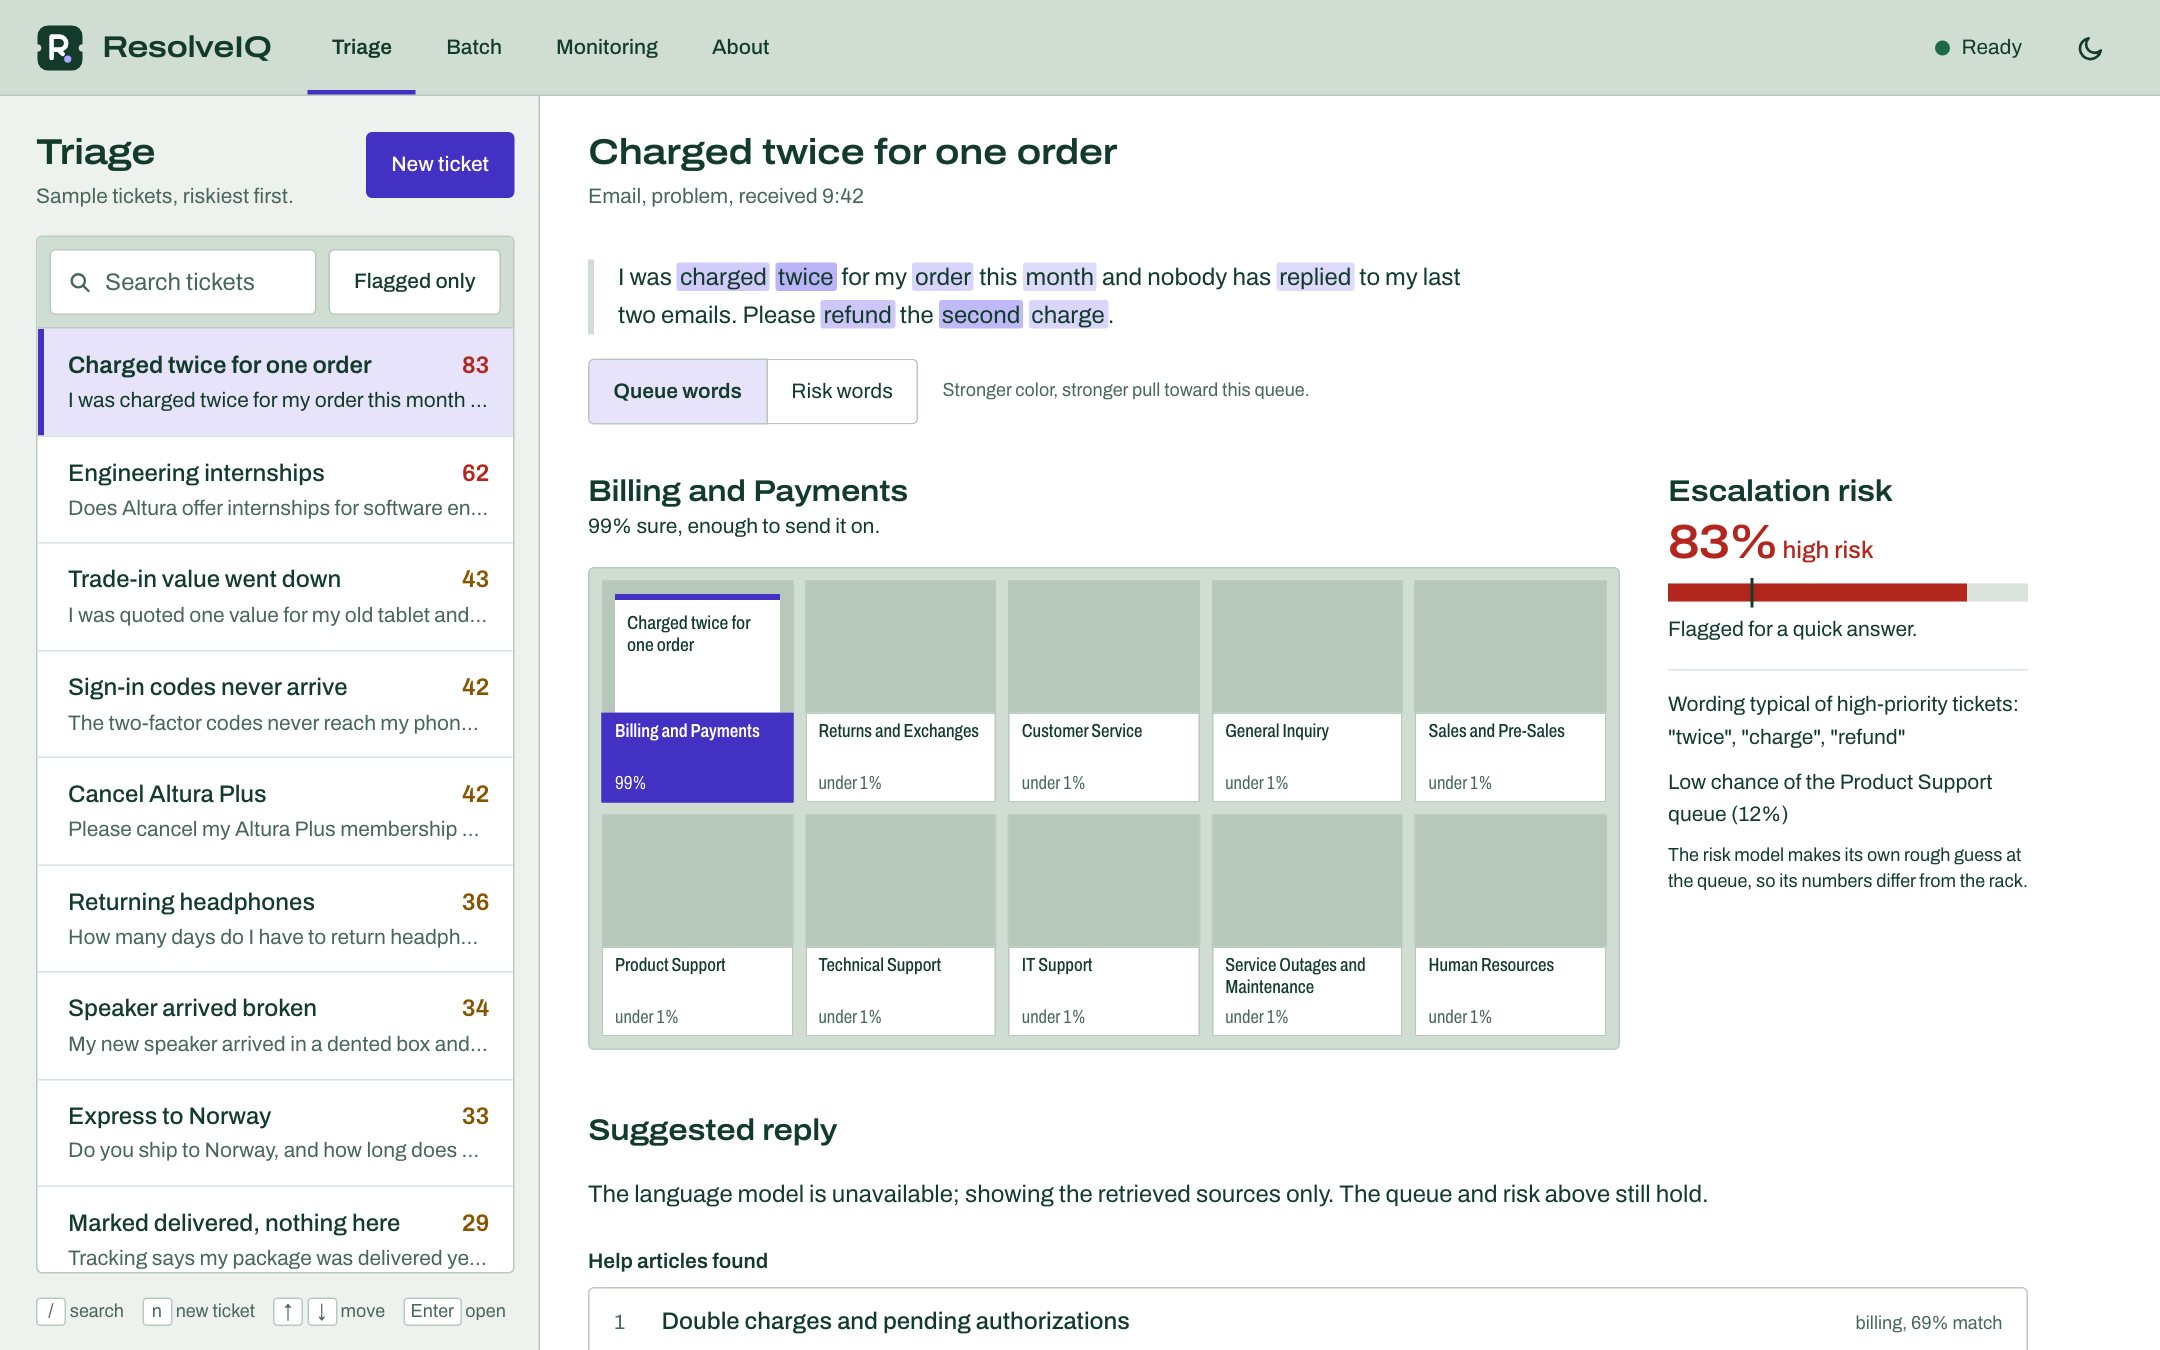 R.
ResolveIQ
Triage
Batch
Monitoring
About
Ready
Triage
Sample tickets, riskiest first.
New ticket
Search tickets
Flagged only
Charged twice for one order 83
I was charged twice for my order this month ...
Engineering internships 62
Does Altura offer internships for software en...
Trade-in value went down 43
I was quoted one value for my old tablet and...
Sign-in codes never arrive 42
The two-factor codes never reach my phon...
Cancel Altura Plus 42
Please cancel my Altura Plus membership ...
Returning headphones 36
How many days do I have to return headph...
Speaker arrived broken 34
My new speaker arrived in a dented box and...
Express to Norway 33
Do you ship to Norway, and how long does ...
Marked delivered, nothing here 29
Tracking says my package was delivered ye...
/ search n new ticket ↑ ↓ move Enter open
Charged twice for one order
Email, problem, received 9:42
I was charged twice for my order this month and nobody has replied to my last
two emails. Please refund the second charge.
Queue words
Risk words
Stronger color, stronger pull toward this queue.
Billing and Payments
99% sure, enough to send it on.
Charged twice for
one order
Billing and Payments
99%
Returns and Exchanges
under 1%
Customer Service
under 1%
General Inquiry
under 1%
Sales and Pre-Sales
under 1%
Product Support
under 1%
Technical Support
under 1%
IT Support
under 1%
Service Outages and
Maintenance
under 1%
Human Resources
under 1%
Escalation risk
83% high risk
Flagged for a quick answer.
Wording typical of high-priority tickets:
"twice", "charge", "refund"
Low chance of the Product Support
queue (12%)
The risk model makes its own rough guess at
the queue, so its numbers differ from the rack.
Suggested reply
The language model is unavailable; showing the retrieved sources only. The queue and risk above still hold.
Help articles found
1 Double charges and pending authorizations billing, 69% match